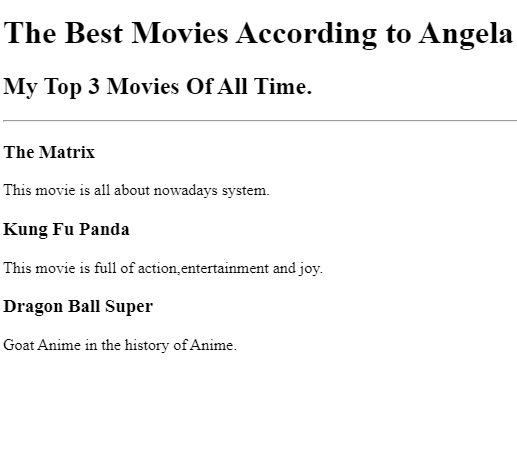 The Best Movies According to Angela
My Top 3 Movies Of All Time.
The Matrix
This movie is all about nowadays system.
Kung Fu Panda
This movie is full of action,entertainment and joy.
Dragon Ball Super
Goat Anime in the history of Anime.